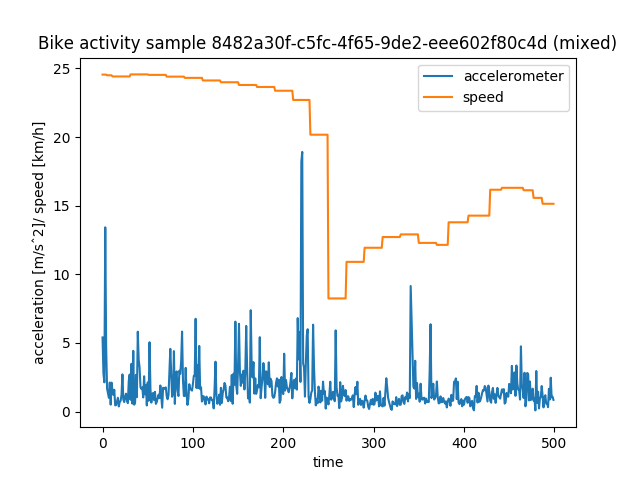 Bike activity sample 8482a30f-c5fc-4f65-9de2-eee602f80c4d (mixed)
accelerometer
speed
acceleration [m/s^2]/ speed [km/h]
25
20
15
10
5
0
0 100 200 300 400 500
time